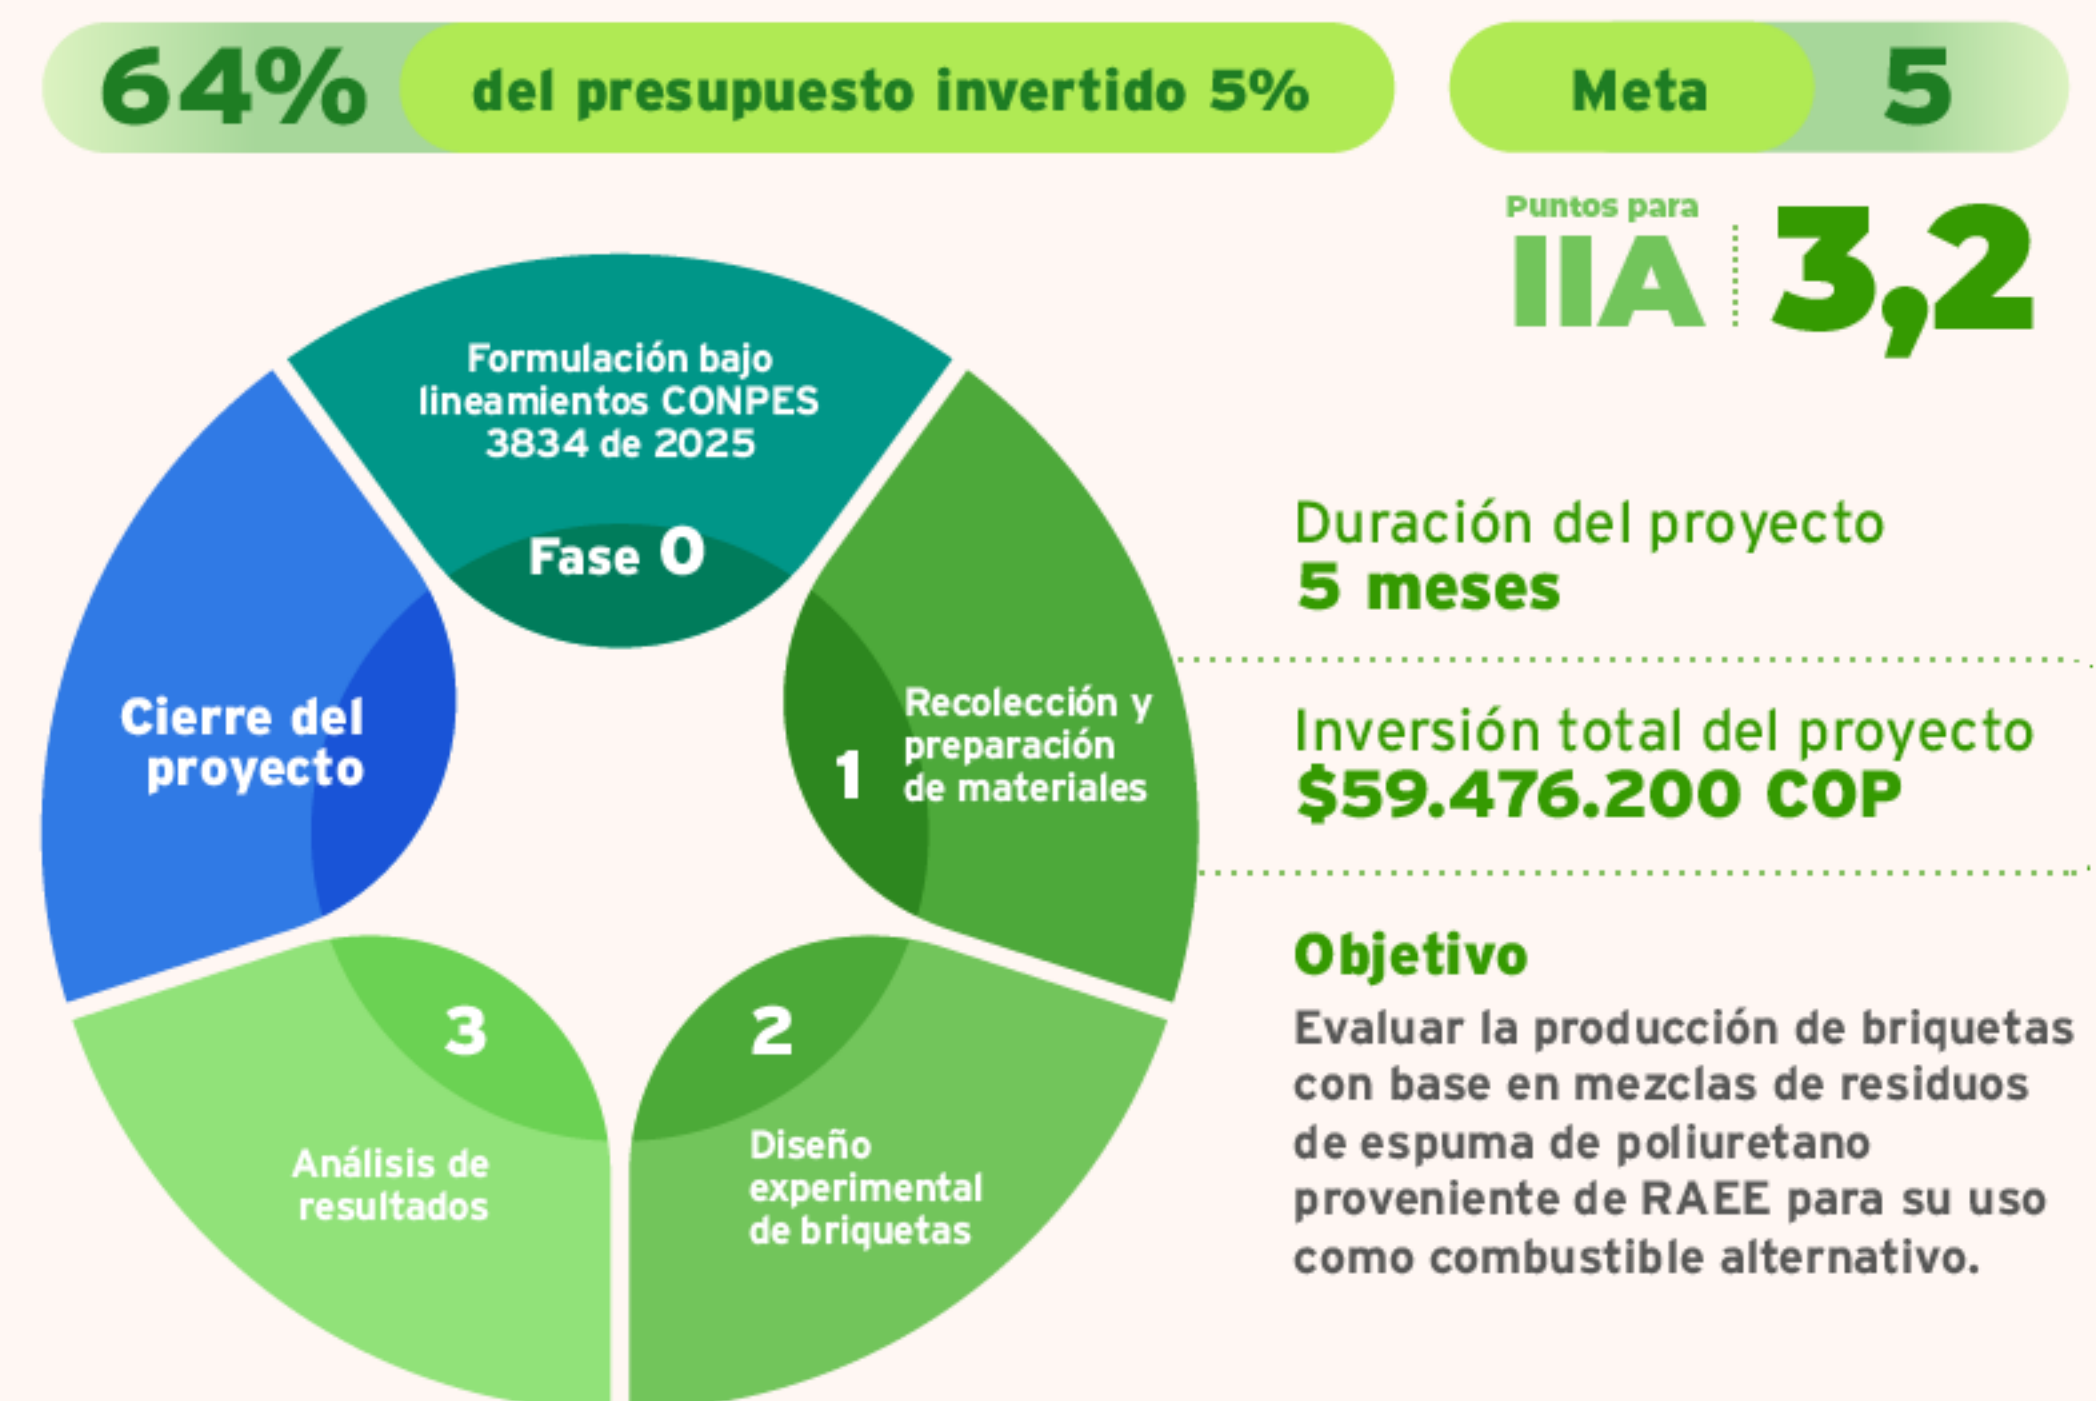 64%
del presupuesto invertido 5%
Meta
5
Puntos para
IIA
3,2
Formulación bajo
lineamientos CONPES
3834 de 2025
Fase 0
1
Recolección y
preparación
de materiales
2
Diseño
experimental
de briquetas
3
Análisis de
resultados
Cierre del
proyecto
Duración del proyecto
5 meses
Inversión total del proyecto
$59.476.200 COP
Objetivo
Evaluar la producción de briquetas
con base en mezclas de residuos
de espuma de poliuretano
proveniente de RAEE para su uso
como combustible alternativo.